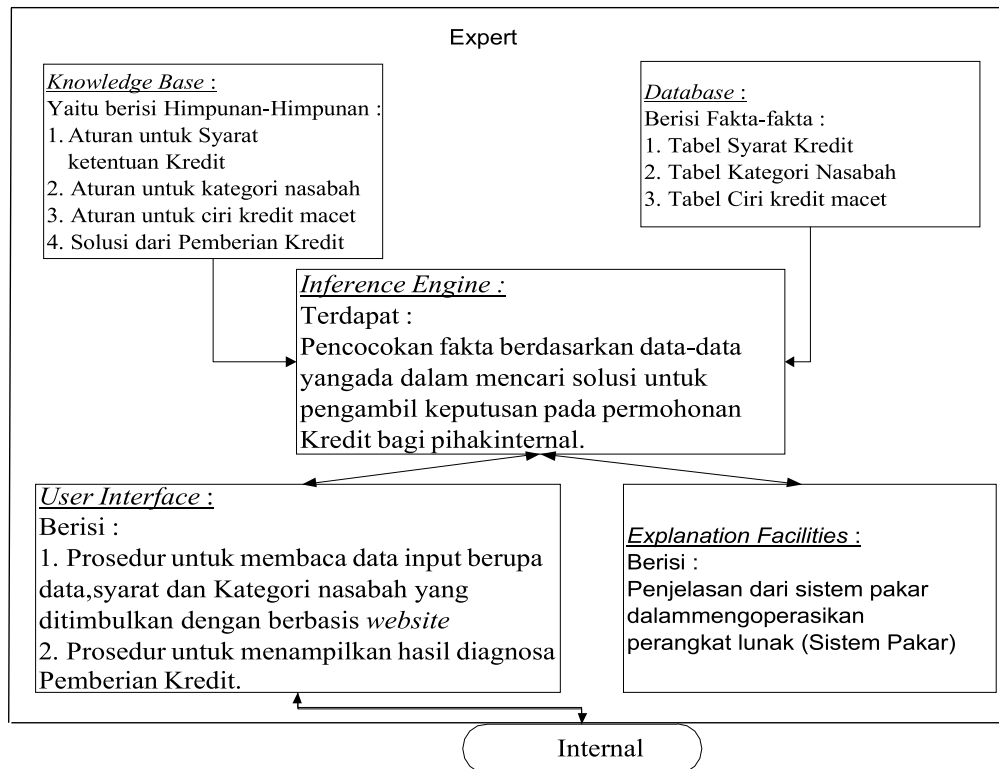 Expert
Knowledge Base :
Yaitu berisi Himpunan-Himpunan :
1. Aturan untuk Syarat
ketentuan Kredit
2. Aturan untuk kategori nasabah
3. Aturan untuk ciri kredit macet
4. Solusi dari Pemberian Kredit
Database :
Berisi Fakta-fakta :
1. Tabel Syarat Kredit
2. Tabel Kategori Nasabah
3. Tabel Ciri kredit macet
Inference Engine :
Terdapat :
Pencocokan fakta berdasarkan data-data
yangada dalam mencari solusi untuk
pengambil keputusan pada permohonan
Kredit bagi pihakinternal.
User Interface :
Berisi :
1. Prosedur untuk membaca data input berupa
data,syarat dan Kategori nasabah yang
ditimbulkan dengan berbasis website
2. Prosedur untuk menampilkan hasil diagnosa
Pemberian Kredit.
Explanation Facilities :
Berisi :
Penjelasan dari sistem pakar
dalammengoperasikan
perangkat lunak (Sistem Pakar)
Internal